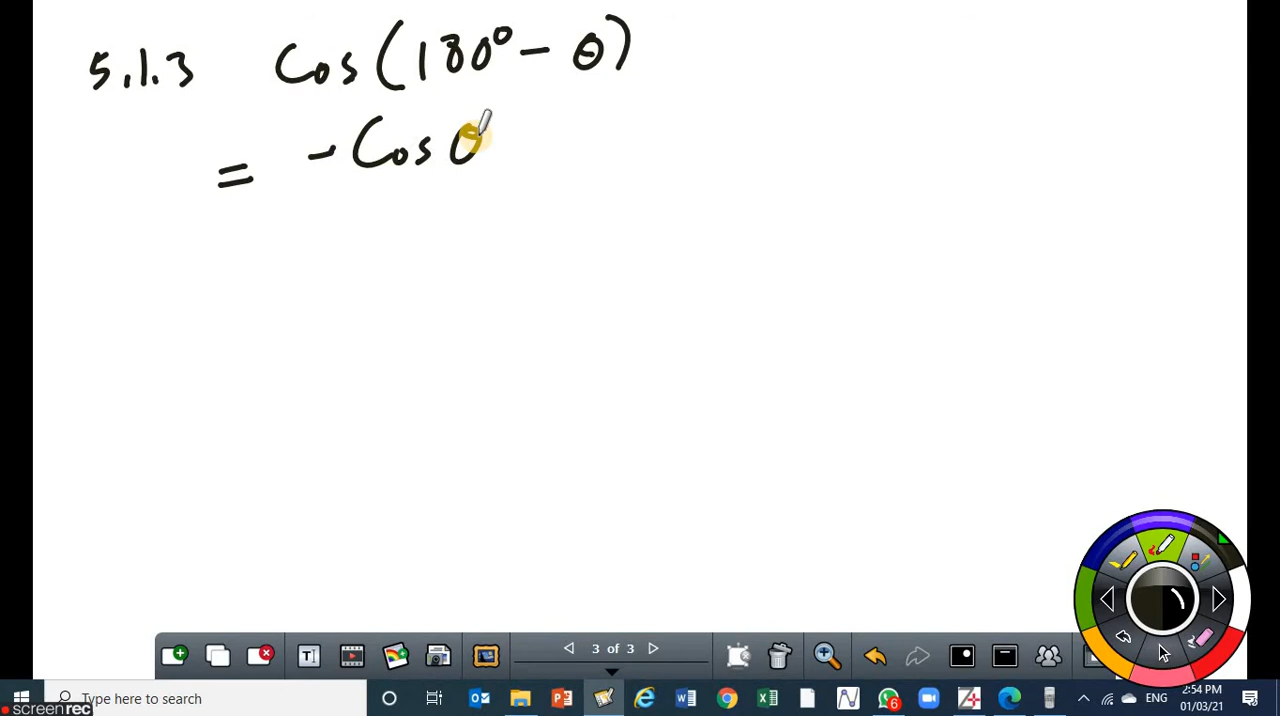 5.1.3 Cos(180° - θ)
= - Cos θ
T
3 of 3
Type here to search
6
ENG
2:54 PM
01/03/21
screenrec